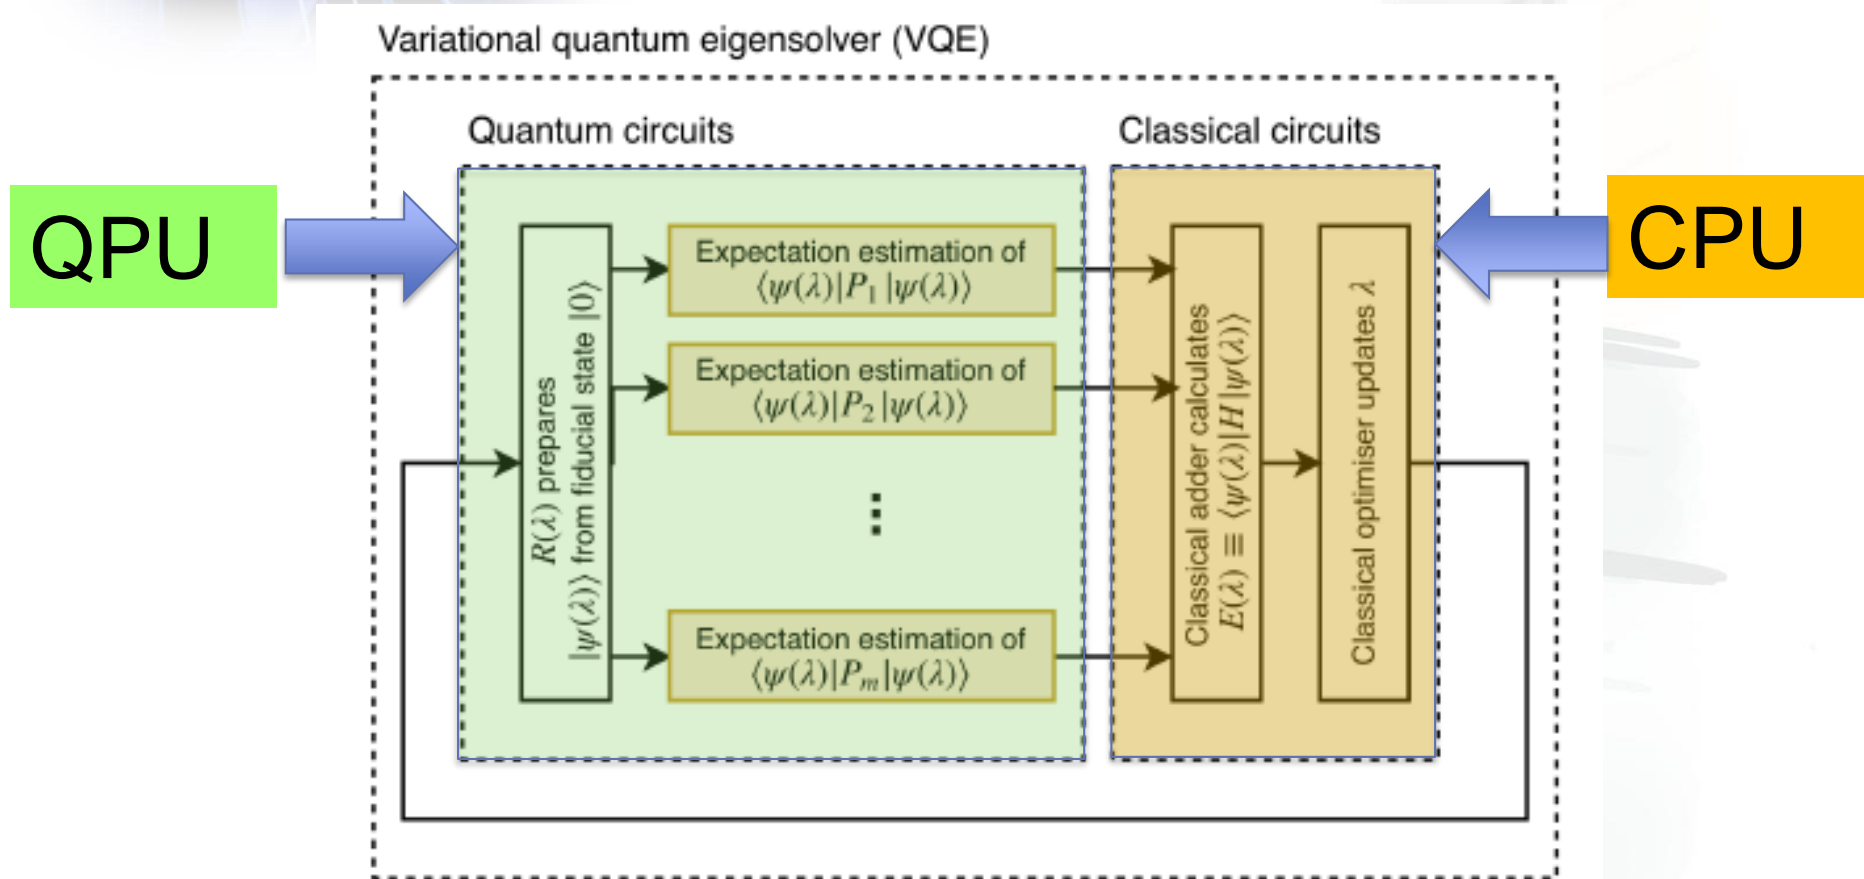 Variational quantum eigensolver (VQE)
Quantum circuits
Classical circuits
QPU
CPU
R(λ) prepares
|ψ(λ)⟩ from fiducial state |0⟩
Expectation estimation of
⟨ψ(λ)|P₁|ψ(λ)⟩
Expectation estimation of
⟨ψ(λ)|P₂|ψ(λ)⟩
⋮
Expectation estimation of
⟨ψ(λ)|Pₘ|ψ(λ)⟩
Classical adder calculates
E(λ) ≡ ⟨ψ(λ)|H|ψ(λ)⟩
Classical optimiser updates λ